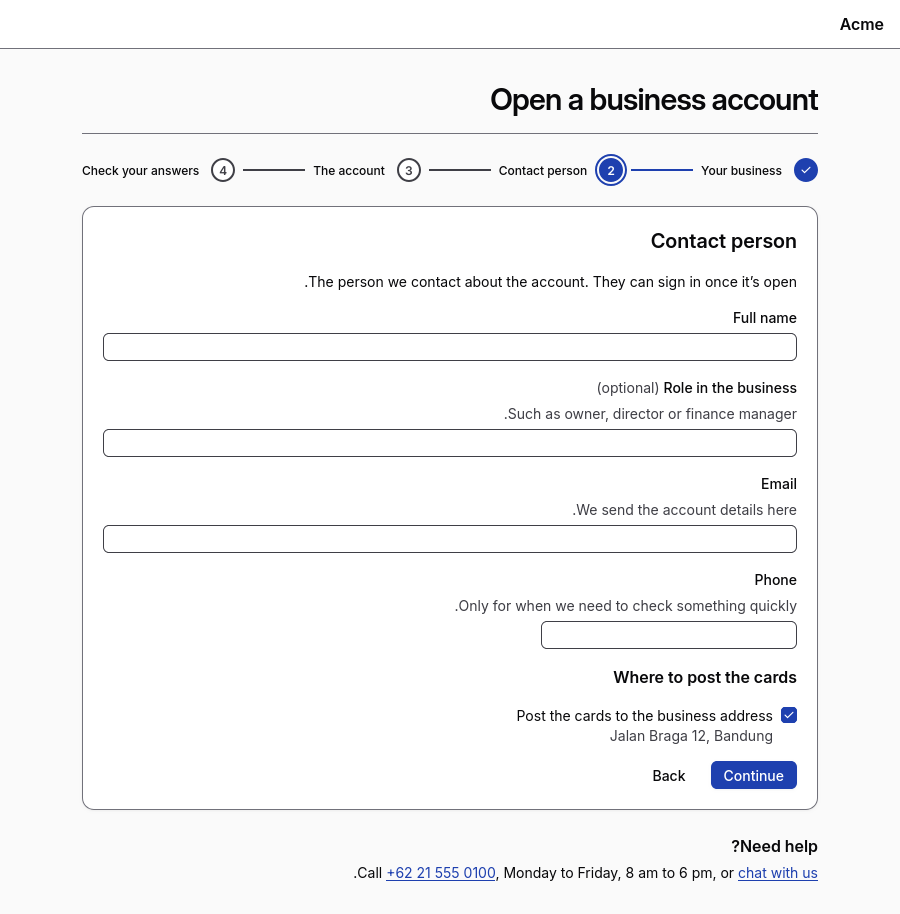 Acme
Open a business account
Check your answers 4 The account 3 Contact person 2 Your business
Contact person
.The person we contact about the account. They can sign in once it’s open
Full name
(optional) Role in the business
.Such as owner, director or finance manager
Email
.We send the account details here
Phone
.Only for when we need to check something quickly
Where to post the cards
Post the cards to the business address
Jalan Braga 12, Bandung
Back Continue
?Need help
.Call +62 21 555 0100, Monday to Friday, 8 am to 6 pm, or chat with us